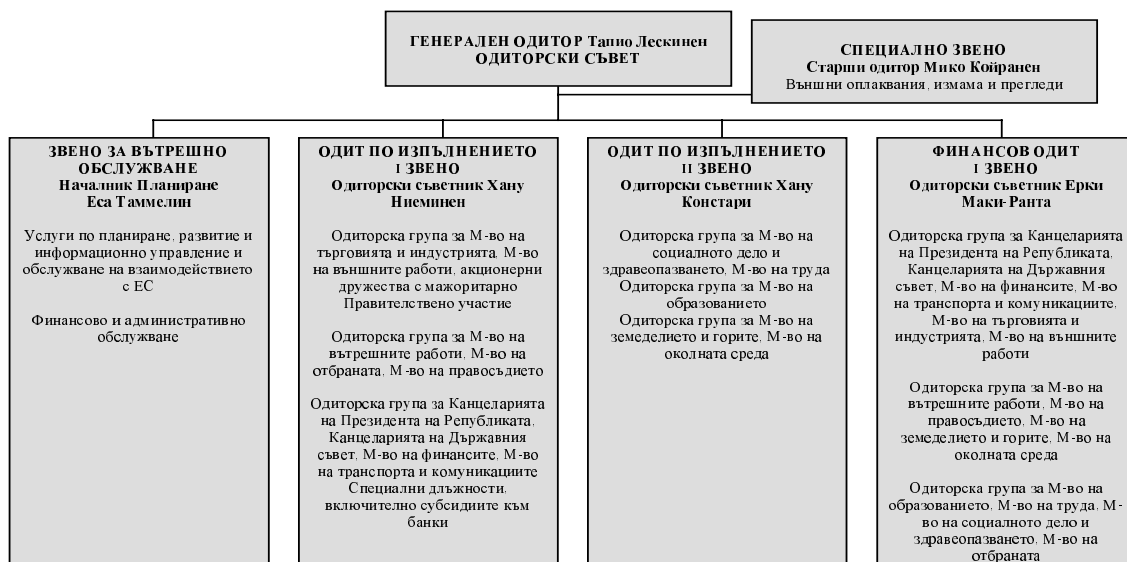 ГЕНЕРАЛЕН ОДИТОР Тапио Лескинен
ОДИТОРСКИ СЪВЕТ
СПЕЦИАЛНО ЗВЕНО
Старши одитор Мико Койранен
Външни оплаквания, измама и прегледи
ЗВЕНО ЗА ВЪТРЕШНО
ОБСЛУЖВАНЕ
Началник Планиране
Еса Таммелин
Услуги по планиране, развитие и
информационно управление и
обслужване на взаимодействието
с ЕС
Финансово и административно
обслужване
ОДИТ ПО ИЗПЪЛНЕНИЕТО
I ЗВЕНО
Одиторски съветник Хану
Ниеминен
Одиторска група за М-во на
търговията и индустрията, М-во
на външните работи, акционерни
дружества с мажоритарно
Правителствено участие
Одиторска група за М-во на
вътрешните работи, М-во на
отбраната, М-во на правосъдието
Одиторска група за Канцеларията
на Президента на Републиката,
Канцеларията на Държавния
съвет, М-во на финансите, М-во
на транспорта и комуникациите
Специални длъжности,
включително субсидиите към
банки
ОДИТ ПО ИЗПЪЛНЕНИЕТО
II ЗВЕНО
Одиторски съветник Хану
Констари
Одиторска група за М-во на
социалното дело и
здравеопазването, М-во на труда
Одиторска група за М-во на
образованието
Одиторска група за М-во на
земеделието и горите, М-во на
околната среда
ФИНАНСОВ ОДИТ
I ЗВЕНО
Одиторски съветник Ерки
Маки-Ранта
Одиторска група за Канцеларията
на Президента на Републиката,
Канцеларията на Държавния
съвет, М-во на финансите, М-во
на транспорта и комуникациите,
М-во на търговията и
индустрията, М-во на външните
работи
Одиторска група за М-во на
вътрешните работи, М-во на
правосъдието, М-во на
земеделието и горите, М-во на
околната среда
Одиторска група за М-во на
образованието, М-во на труда, М-
во на социалното дело и
здравеопазването, М-во на
отбраната